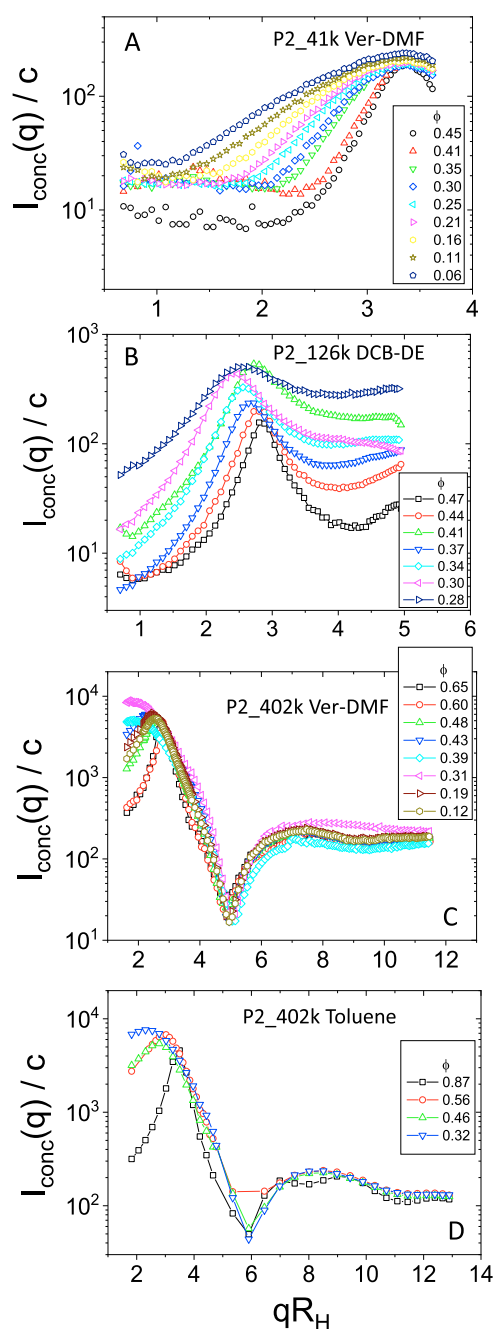 A
P2_41k Ver-DMF
I_conc(q) / c
10²
10¹
ϕ
0.45
0.41
0.35
0.30
0.25
0.21
0.16
0.11
0.06
1 2 3 4
B
P2_126k DCB-DE
I_conc(q) / c
10³
10²
10¹
ϕ
0.47
0.44
0.41
0.37
0.34
0.30
0.28
1 2 3 4 5 6
C
P2_402k Ver-DMF
I_conc(q) / c
10⁴
10³
10²
10¹
ϕ
0.65
0.60
0.48
0.43
0.39
0.31
0.19
0.12
2 4 6 8 10 12
D
P2_402k Toluene
I_conc(q) / c
10⁴
10³
10²
ϕ
0.87
0.56
0.46
0.32
2 4 6 8 10 12 14
qR_H